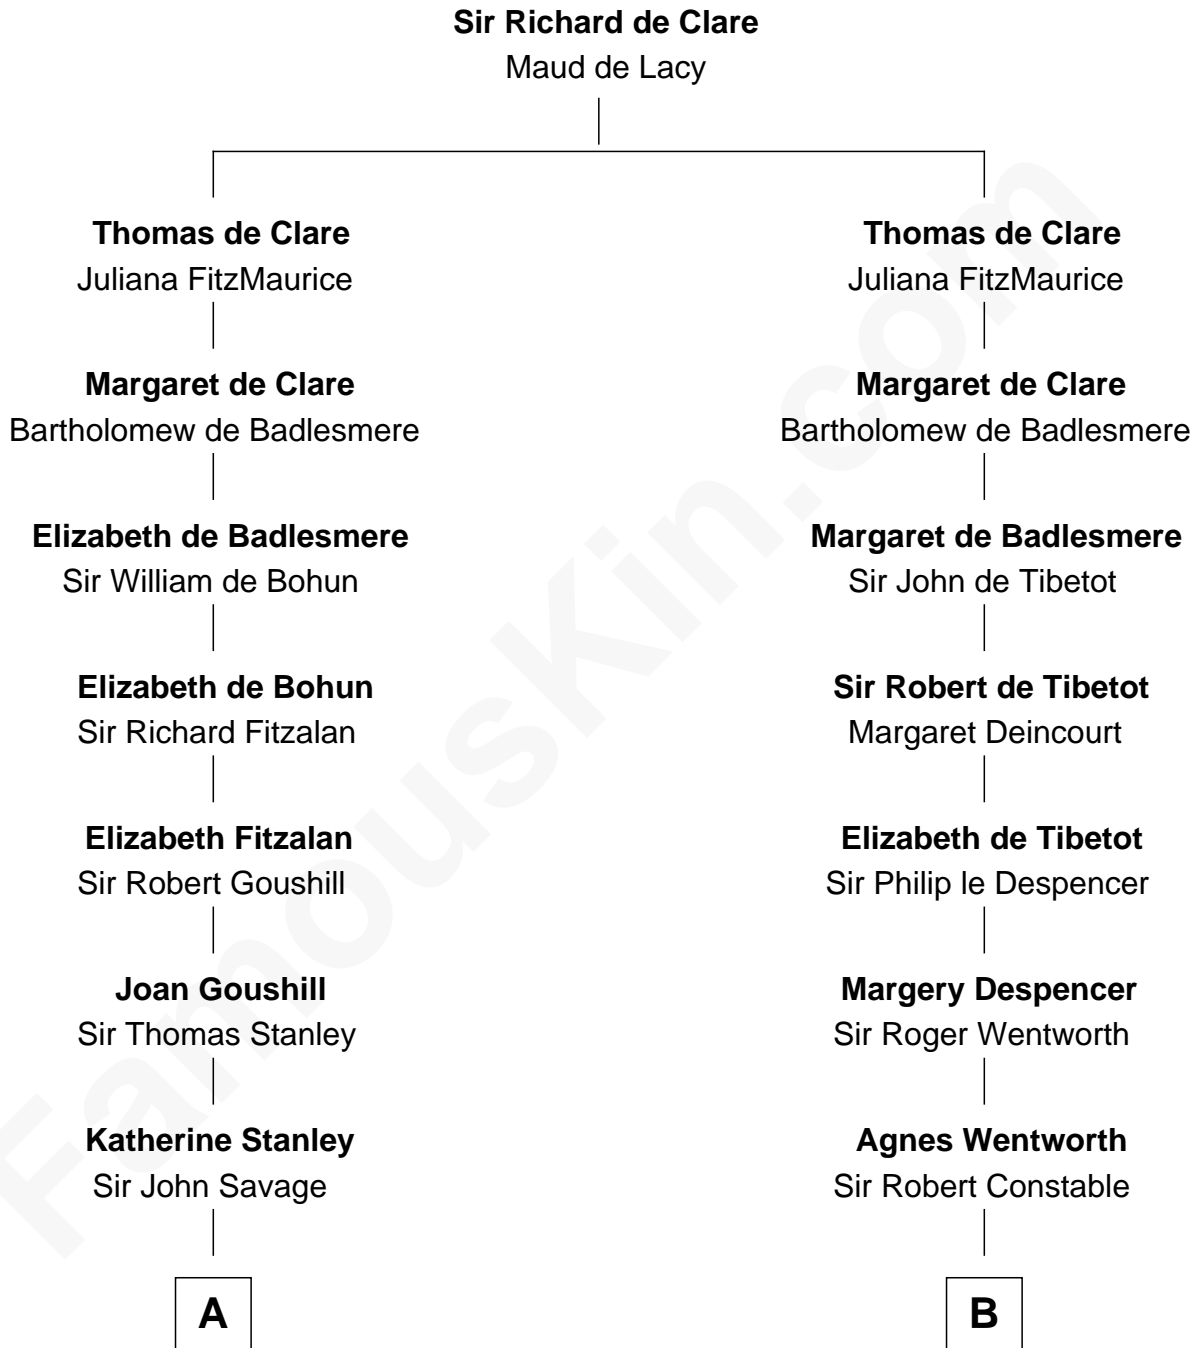 Sir Richard de Clare
Maud de Lacy
Thomas de Clare
Juliana FitzMaurice
Margaret de Clare
Bartholomew de Badlesmere
Elizabeth de Badlesmere
Sir William de Bohun
Elizabeth de Bohun
Sir Richard Fitzalan
Elizabeth Fitzalan
Sir Robert Goushill
Joan Goushill
Sir Thomas Stanley
Katherine Stanley
Sir John Savage
A
Thomas de Clare
Juliana FitzMaurice
Margaret de Clare
Bartholomew de Badlesmere
Margaret de Badlesmere
Sir John de Tibetot
Sir Robert de Tibetot
Margaret Deincourt
Elizabeth de Tibetot
Sir Philip le Despencer
Margery Despencer
Sir Roger Wentworth
Agnes Wentworth
Sir Robert Constable
B
FamousKin.com